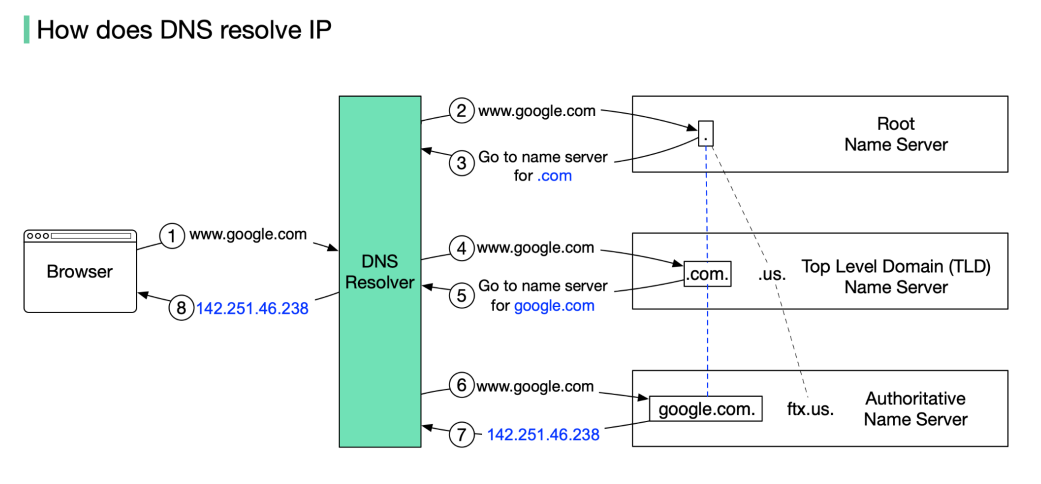 How does DNS resolve IP
2 www.google.com
.
Root
Name Server
3 Go to name server
for .com
1 www.google.com
Browser
8 142.251.46.238
DNS
Resolver
4 www.google.com
.com.
.us.
Top Level Domain (TLD)
Name Server
5 Go to name server
for google.com
6 www.google.com
google.com.
ftx.us.
Authoritative
Name Server
7 142.251.46.238